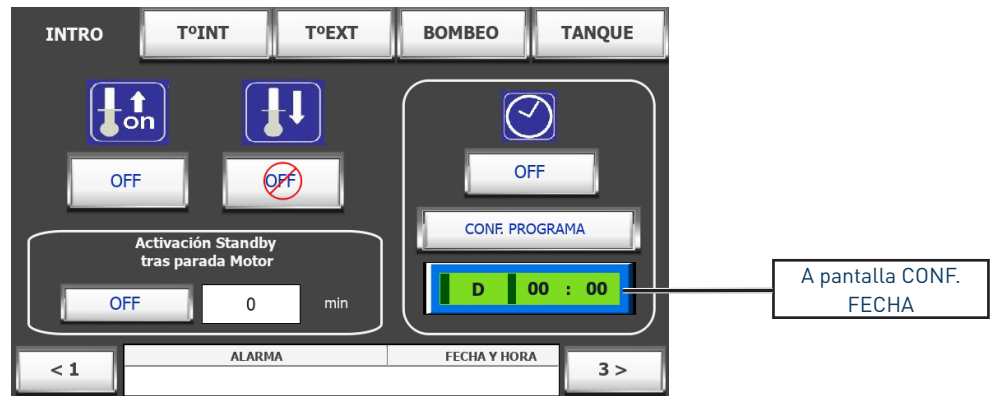 INTRO
TºINT
TºEXT
BOMBEO
TANQUE
on
OFF
OFF
OFF
CONF. PROGRAMA
D 00 : 00
Activación Standby
tras parada Motor
OFF
0
min
A pantalla CONF.
FECHA
< 1
ALARMA
FECHA Y HORA
3 >